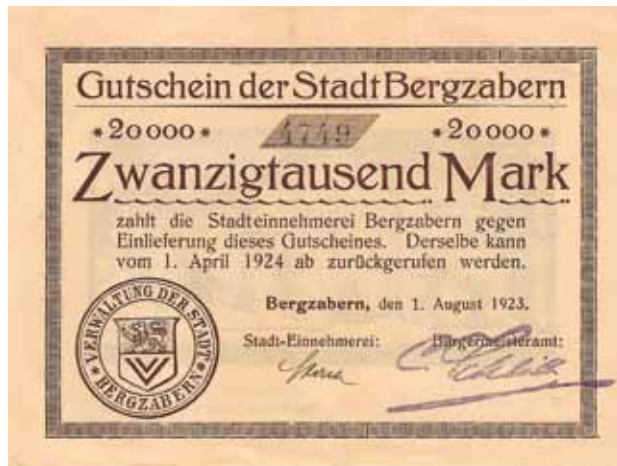 Gutschein der Stadt Bergzabern
*20000* 4749 *20000*
Zwanzigtausend Mark
zahlt die Stadteinnehmerei Bergzabern gegen
Einlieferung dieses Gutscheines. Derselbe kann
vom 1. April 1924 ab zurückgerufen werden.
Bergzabern, den 1. August 1923.
Stadt-Einnehmerei: Bürgermeisteramt:
VERWALTUNG DER STADT
* BERGZABERN *